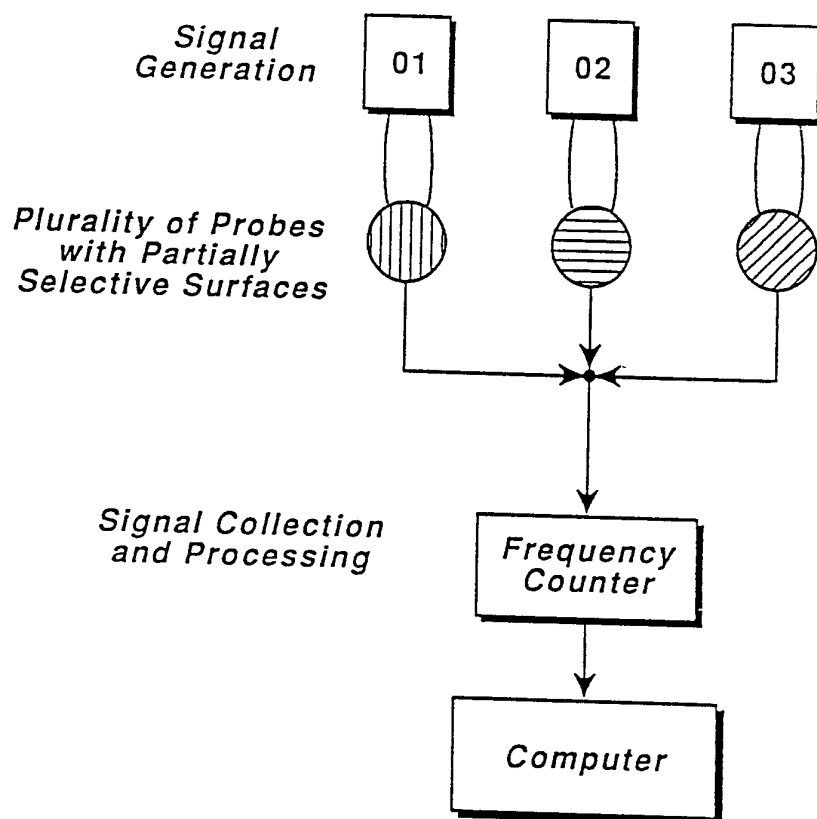 Signal
Generation
01
02
03
Plurality of Probes
with Partially
Selective Surfaces
Signal Collection
and Processing
Frequency
Counter
Computer